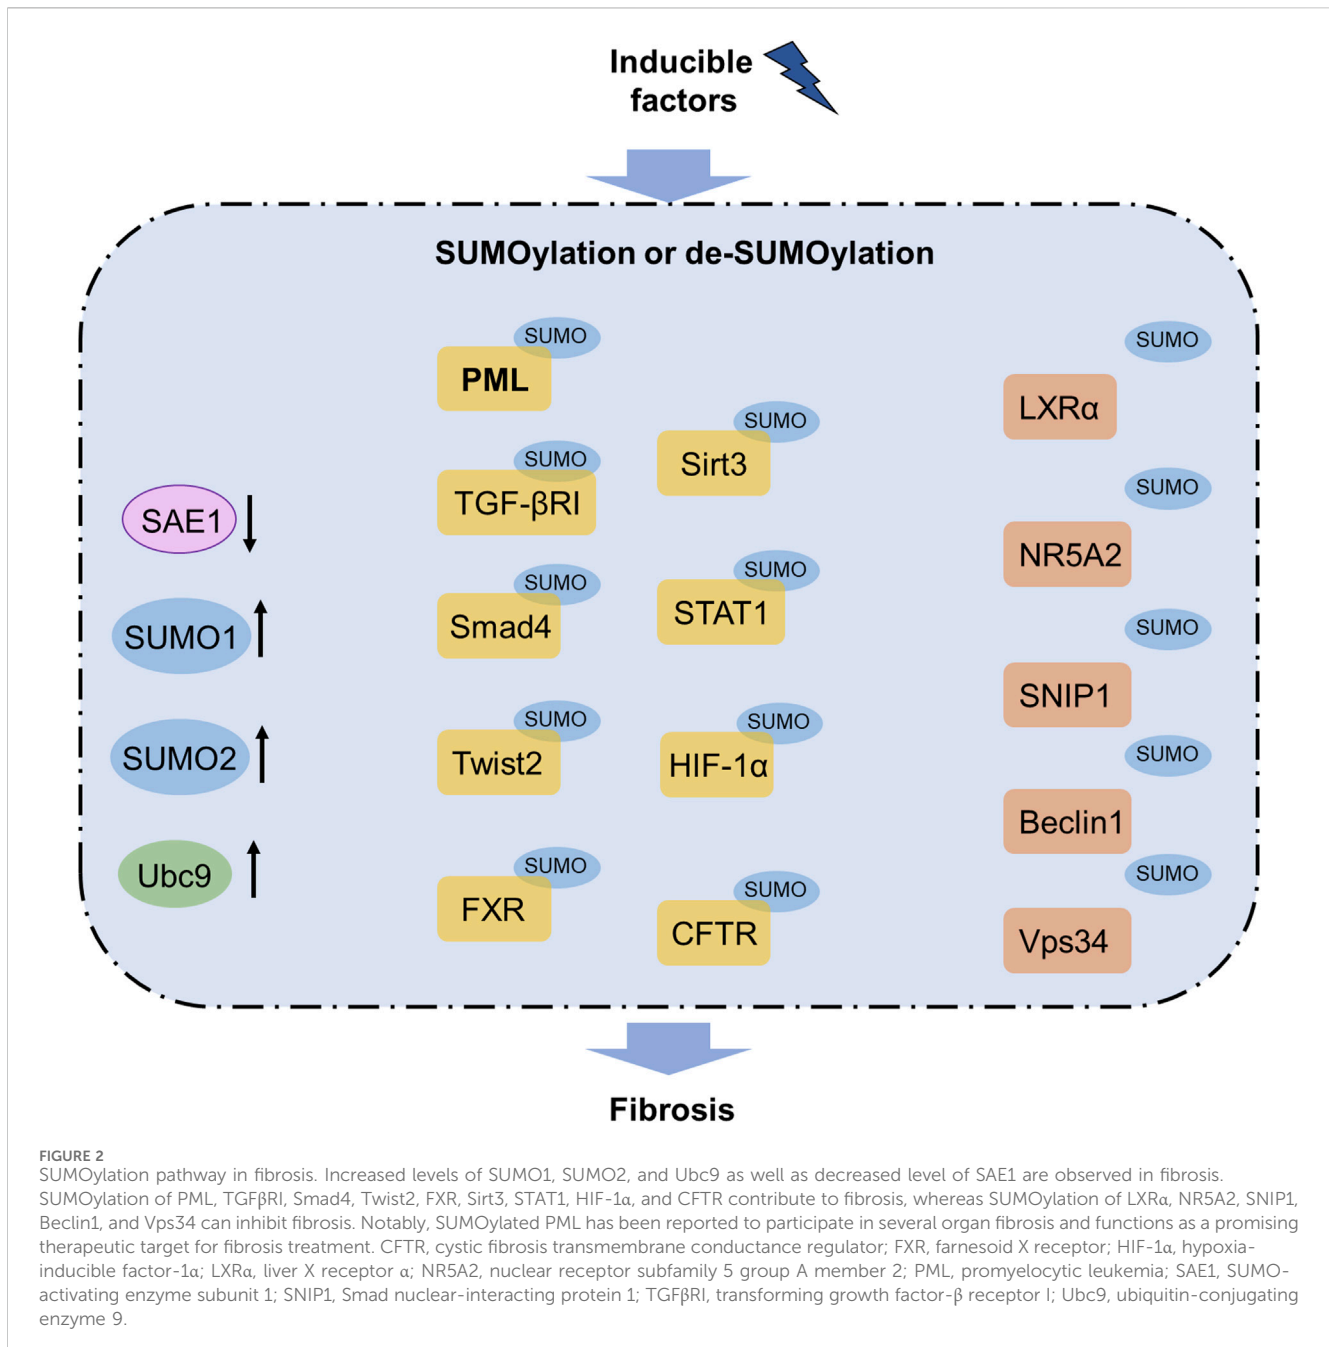 Inducible
factors
SUMOylation or de-SUMOylation
SAE1
SUMO1
SUMO2
Ubc9
SUMO
PML
SUMO
TGF-βRI
SUMO
Smad4
SUMO
Twist2
SUMO
FXR
SUMO
Sirt3
SUMO
STAT1
SUMO
HIF-1α
SUMO
CFTR
SUMO
LXRα
SUMO
NR5A2
SUMO
SNIP1
SUMO
Beclin1
SUMO
Vps34
Fibrosis
FIGURE 2
SUMOylation pathway in fibrosis. Increased levels of SUMO1, SUMO2, and Ubc9 as well as decreased level of SAE1 are observed in fibrosis.
SUMOylation of PML, TGFβRI, Smad4, Twist2, FXR, Sirt3, STAT1, HIF-1α, and CFTR contribute to fibrosis, whereas SUMOylation of LXRα, NR5A2, SNIP1,
Beclin1, and Vps34 can inhibit fibrosis. Notably, SUMOylated PML has been reported to participate in several organ fibrosis and functions as a promising
therapeutic target for fibrosis treatment. CFTR, cystic fibrosis transmembrane conductance regulator; FXR, farnesoid X receptor; HIF-1α, hypoxia-
inducible factor-1α; LXRα, liver X receptor α; NR5A2, nuclear receptor subfamily 5 group A member 2; PML, promyelocytic leukemia; SAE1, SUMO-
activating enzyme subunit 1; SNIP1, Smad nuclear-interacting protein 1; TGFβRI, transforming growth factor-β receptor I; Ubc9, ubiquitin-conjugating
enzyme 9.